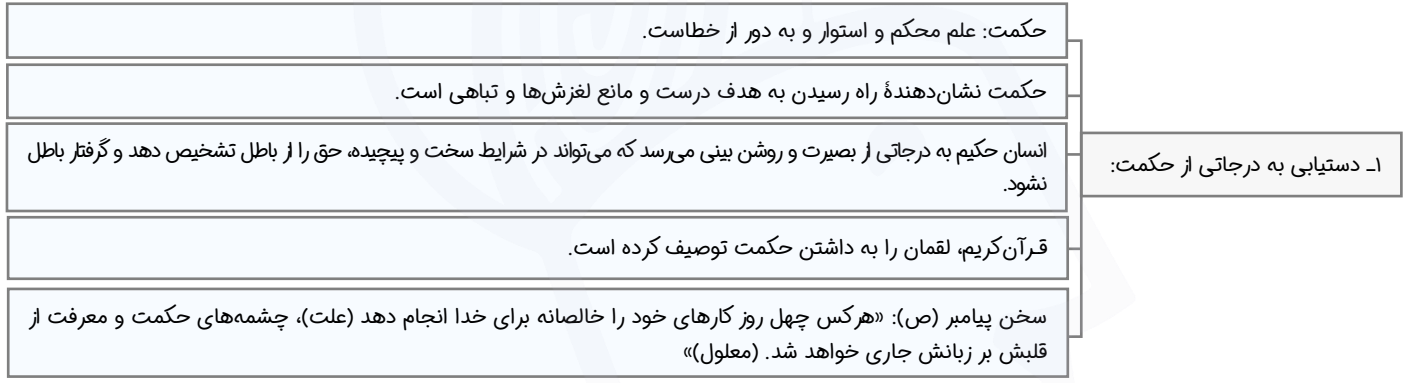 ۱ـ دستیابی به درجاتی از حکمت:
حکمت: علم محکم و استوار و به دور از خطاست.
حکمت نشان‌دهندۀ راه رسیدن به هدف درست و مانع لغزش‌ها و تباهی است.
انسان حکیم به درجاتی از بصیرت و روشن بینی می‌رسد که می‌تواند در شرایط سخت و پیچیده، حق را از باطل تشخیص دهد و گرفتار باطل
نشود.
قرآن‌کریم، لقمان را به داشتن حکمت توصیف کرده است.
سخن پیامبر (ص): «هرکس چهل روز کارهای خود را خالصانه برای خدا انجام دهد (علت)، چشمه‌های حکمت و معرفت از
قلبش بر زبانش جاری خواهد شد. (معلول)»